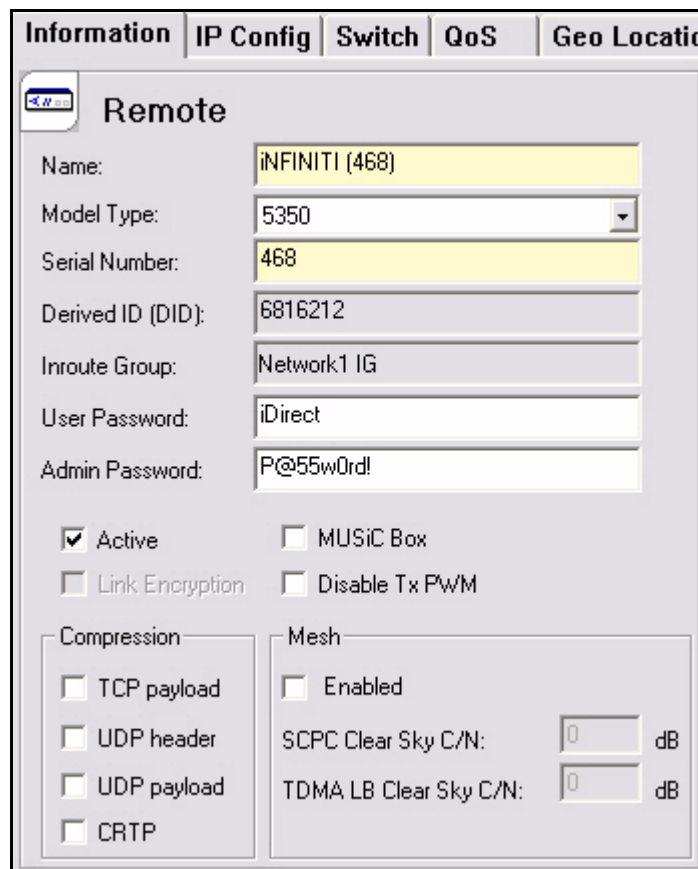 Information IP Config Switch QoS Geo Locatio
Remote
Name: iNFINITI (468)
Model Type: 5350
Serial Number: 468
Derived ID (DID): 6816212
Inroute Group: Network1 IG
User Password: iDirect
Admin Password: P@55w0rd!
Active MUSiC Box
Link Encryption Disable Tx PWM
Compression Mesh
TCP payload Enabled
UDP header SCPC Clear Sky C/N: 0 dB
UDP payload TDMA LB Clear Sky C/N: 0 dB
CRTP